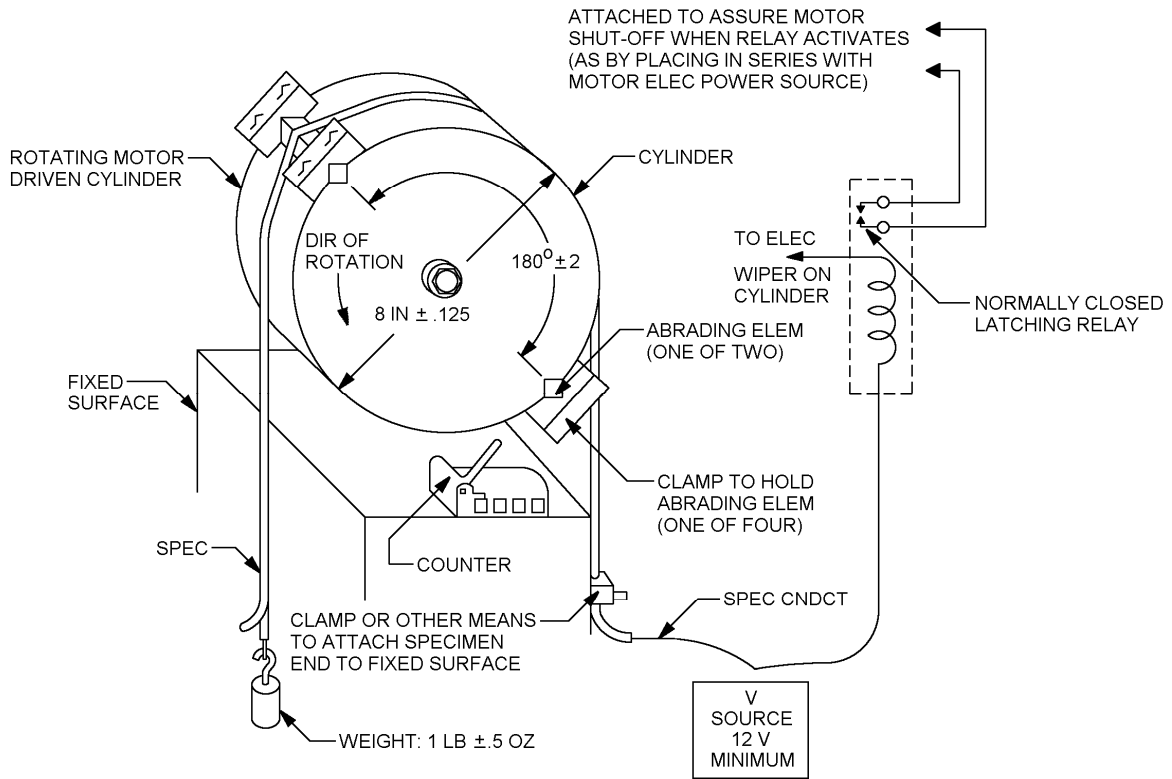 ATTACHED TO ASSURE MOTOR
SHUT-OFF WHEN RELAY ACTIVATES
(AS BY PLACING IN SERIES WITH
MOTOR ELEC POWER SOURCE)
ROTATING MOTOR
DRIVEN CYLINDER
CYLINDER
DIR OF
ROTATION
180°±2
8 IN ± .125
TO ELEC
WIPER ON
CYLINDER
NORMALLY CLOSED
LATCHING RELAY
ABRADING ELEM
(ONE OF TWO)
FIXED
SURFACE
CLAMP TO HOLD
ABRADING ELEM
(ONE OF FOUR)
SPEC
COUNTER
SPEC CNDCT
CLAMP OR OTHER MEANS
TO ATTACH SPECIMEN
END TO FIXED SURFACE
V
SOURCE
12 V
MINIMUM
WEIGHT: 1 LB ±.5 OZ